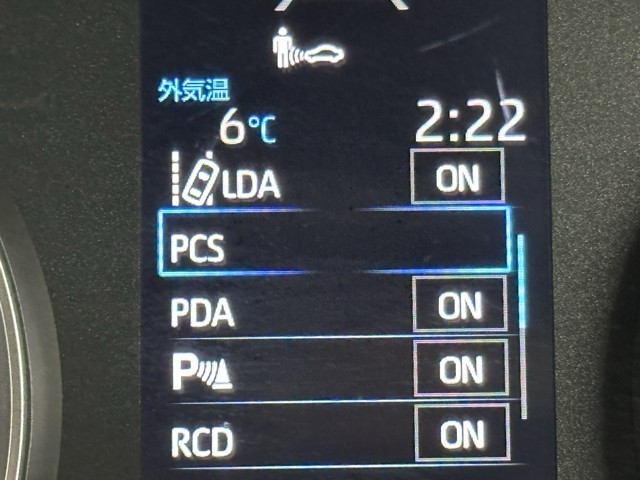 外気温
6°C 2:22
LDA ON
PCS
PDA ON
P ON
RCD ON